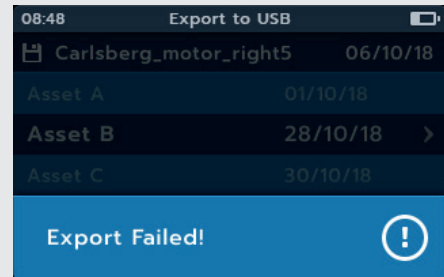 08:48 Export to USB
Carlsberg_motor_right5 06/10/18
Asset A 01/10/18
Asset B 28/10/18
Asset C 30/10/18
Export Failed!